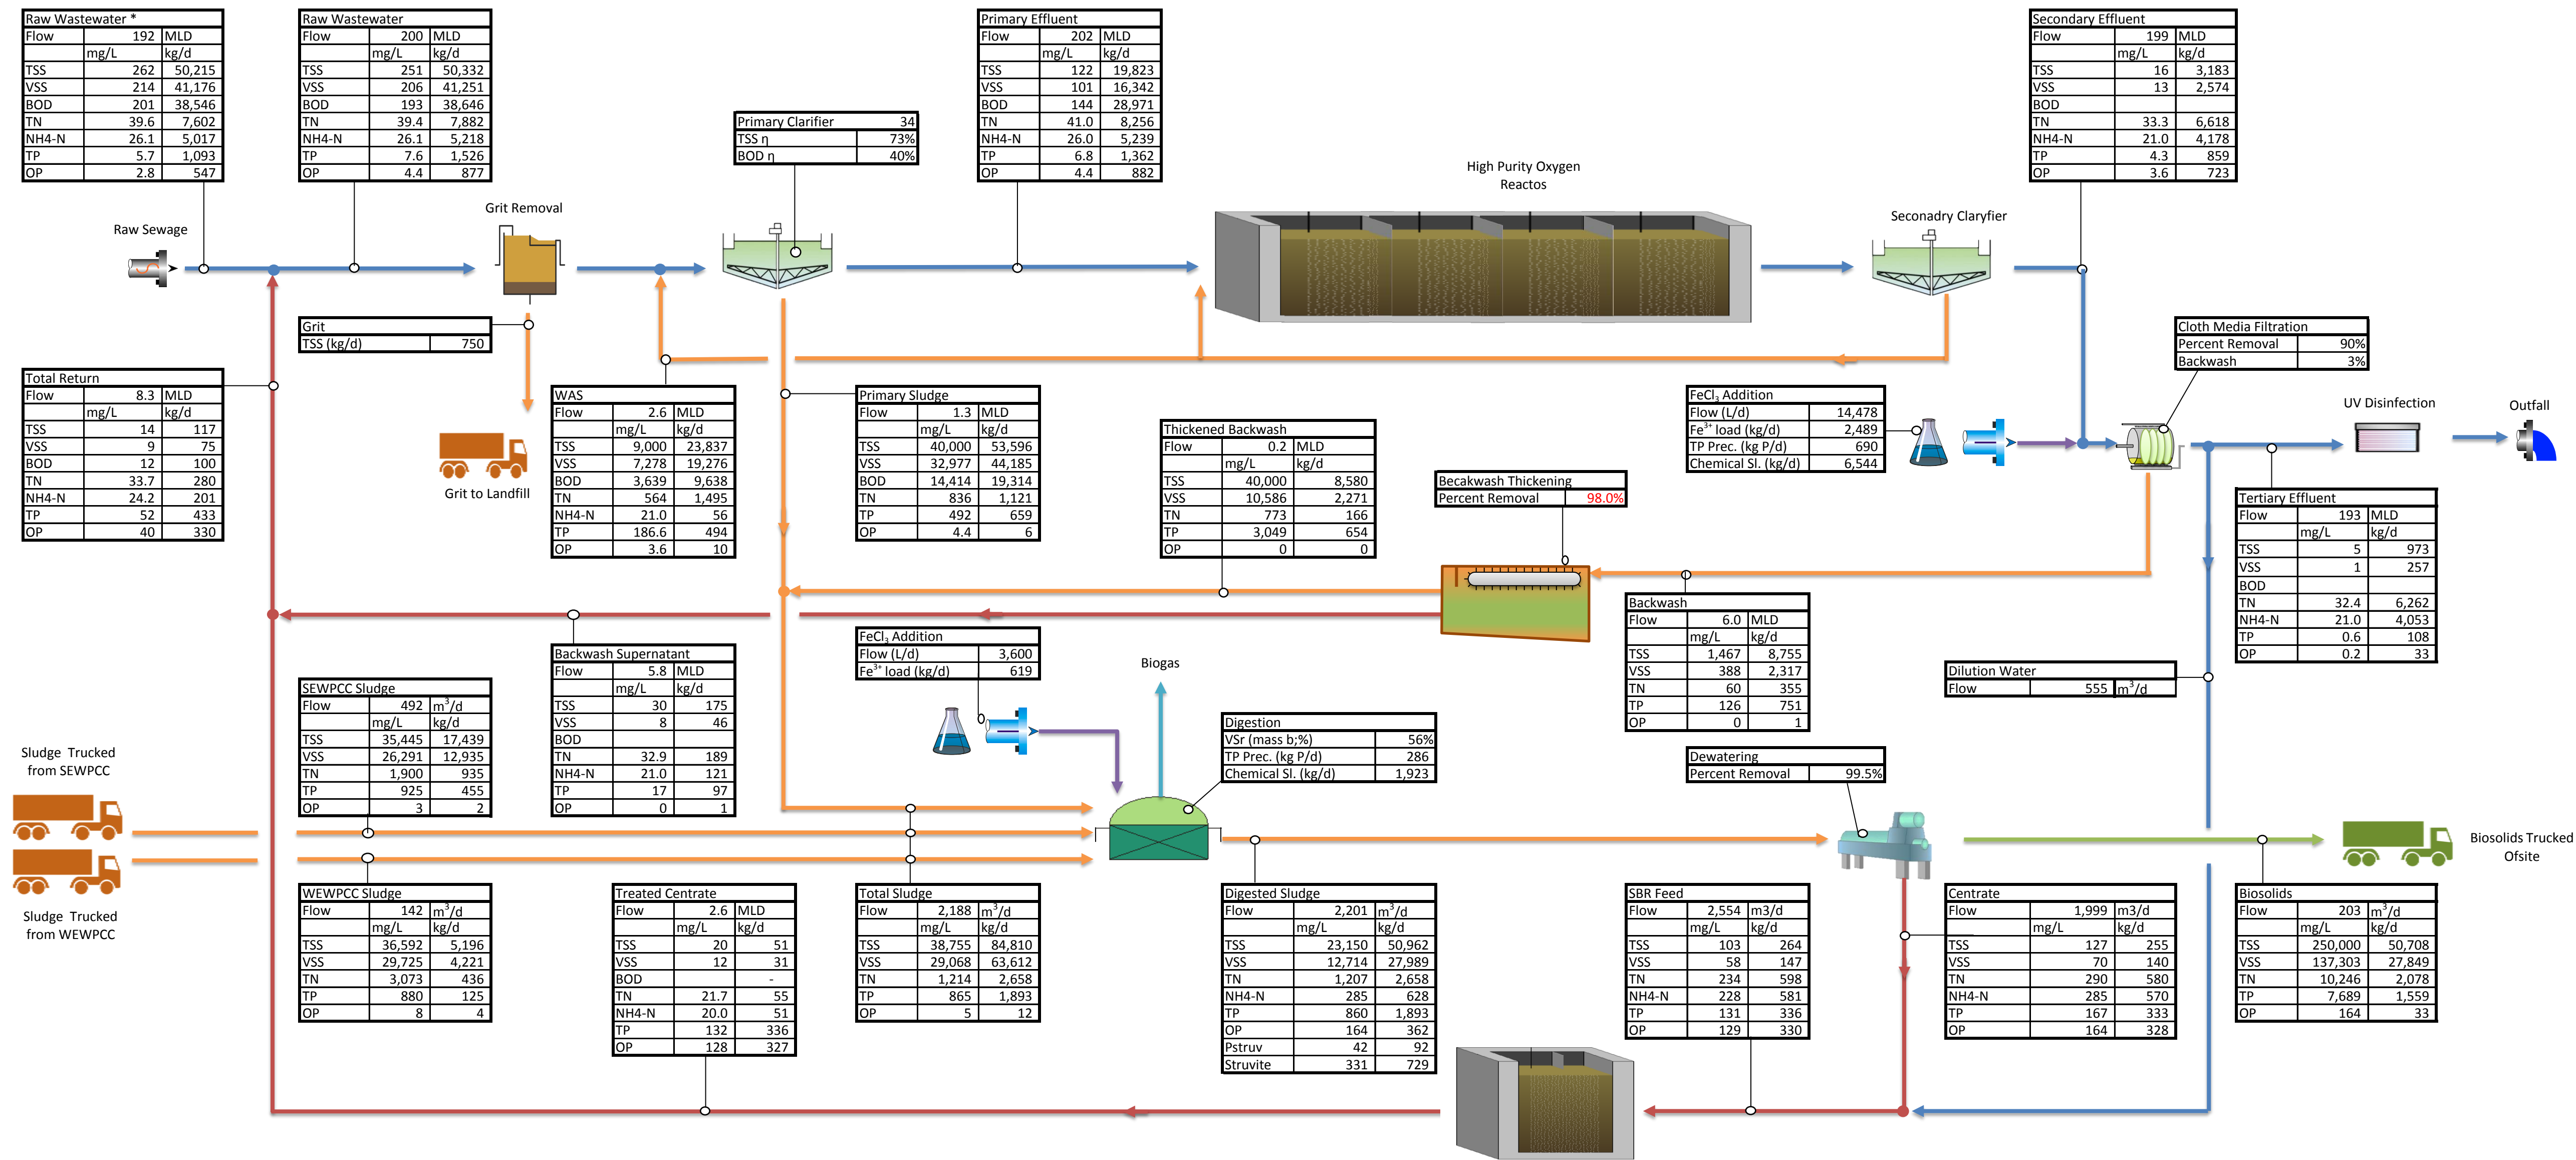 Raw Wastewater *
Flow 192 MLD
mg/L kg/d
TSS 262 50,215
VSS 214 41,176
BOD 201 38,546
TN 39.6 7,602
NH4-N 26.1 5,017
TP 5.7 1,093
OP 2.8 547
Raw Wastewater
Flow 200 MLD
mg/L kg/d
TSS 251 50,332
VSS 206 41,251
BOD 193 38,646
TN 39.4 7,882
NH4-N 26.1 5,218
TP 7.6 1,526
OP 4.4 877
Primary Clarifier 34
TSS η 73%
BOD η 40%
Primary Effluent
Flow 202 MLD
mg/L kg/d
TSS 122 19,823
VSS 101 16,342
BOD 144 28,971
TN 41.0 8,256
NH4-N 26.0 5,239
TP 6.8 1,362
OP 4.4 882
High Purity Oxygen
Reactos
Secondary Effluent
Flow 199 MLD
mg/L kg/d
TSS 16 3,183
VSS 13 2,574
BOD
TN 33.3 6,618
NH4-N 21.0 4,178
TP 4.3 859
OP 3.6 723
Raw Sewage
Grit Removal
Seconadry Claryfier
Grit
TSS (kg/d) 750
Cloth Media Filtration
Percent Removal 90%
Backwash 3%
Total Return
Flow 8.3 MLD
mg/L kg/d
TSS 14 117
VSS 9 75
BOD 12 100
TN 33.7 280
NH4-N 24.2 201
TP 52 433
OP 40 330
Grit to Landfill
WAS
Flow 2.6 MLD
mg/L kg/d
TSS 9,000 23,837
VSS 7,278 19,276
BOD 3,639 9,638
TN 564 1,495
NH4-N 21.0 56
TP 186.6 494
OP 3.6 10
Primary Sludge
Flow 1.3 MLD
mg/L kg/d
TSS 40,000 53,596
VSS 32,977 44,185
BOD 14,414 19,314
TN 836 1,121
TP 492 659
OP 4.4 6
Thickened Backwash
Flow 0.2 MLD
mg/L kg/d
TSS 40,000 8,580
VSS 10,586 2,271
TN 773 166
TP 3,049 654
OP 0 0
Becakwash Thickening
Percent Removal 98.0%
FeCl3 Addition
Flow (L/d) 14,478
Fe3+ load (kg/d) 2,489
TP Prec. (kg P/d) 690
Chemical Sl. (kg/d) 6,544
UV Disinfection
Outfall
Tertiary Effluent
Flow 193 MLD
mg/L kg/d
TSS 5 973
VSS 1 257
BOD
TN 32.4 6,262
NH4-N 21.0 4,053
TP 0.6 108
OP 0.2 33
Backwash
Flow 6.0 MLD
mg/L kg/d
TSS 1,467 8,755
VSS 388 2,317
TN 60 355
TP 126 751
OP 0 1
Dilution Water
Flow 555 m3/d
Backwash Supernatant
Flow 5.8 MLD
mg/L kg/d
TSS 30 175
VSS 8 46
BOD
TN 32.9 189
NH4-N 21.0 121
TP 17 97
OP 0 1
FeCl3 Addition
Flow (L/d) 3,600
Fe3+ load (kg/d) 619
Biogas
Digestion
VSr (mass b;%) 56%
TP Prec. (kg P/d) 286
Chemical Sl. (kg/d) 1,923
Dewatering
Percent Removal 99.5%
SEWPCC Sludge
Flow 492 m3/d
mg/L kg/d
TSS 35,445 17,439
VSS 26,291 12,935
TN 1,900 935
TP 925 455
OP 3 2
Sludge Trucked
from SEWPCC
Sludge Trucked
from WEWPCC
Biosolids Trucked
Ofsite
WEWPCC Sludge
Flow 142 m3/d
mg/L kg/d
TSS 36,592 5,196
VSS 29,725 4,221
TN 3,073 436
TP 880 125
OP 8 4
Treated Centrate
Flow 2.6 MLD
mg/L kg/d
TSS 20 51
VSS 12 31
BOD -
TN 21.7 55
NH4-N 20.0 51
TP 132 336
OP 128 327
Total Sludge
Flow 2,188 m3/d
mg/L kg/d
TSS 38,755 84,810
VSS 29,068 63,612
TN 1,214 2,658
TP 865 1,893
OP 5 12
Digested Sludge
Flow 2,201 m3/d
mg/L kg/d
TSS 23,150 50,962
VSS 12,714 27,989
TN 1,207 2,658
NH4-N 285 628
TP 860 1,893
OP 164 362
Pstruv 42 92
Struvite 331 729
SBR Feed
Flow 2,554 m3/d
mg/L kg/d
TSS 103 264
VSS 58 147
TN 234 598
NH4-N 228 581
TP 131 336
OP 129 330
Centrate
Flow 1,999 m3/d
mg/L kg/d
TSS 127 255
VSS 70 140
TN 290 580
NH4-N 285 570
TP 167 333
OP 164 328
Biosolids
Flow 203 m3/d
mg/L kg/d
TSS 250,000 50,708
VSS 137,303 27,849
TN 10,246 2,078
TP 7,689 1,559
OP 164 33